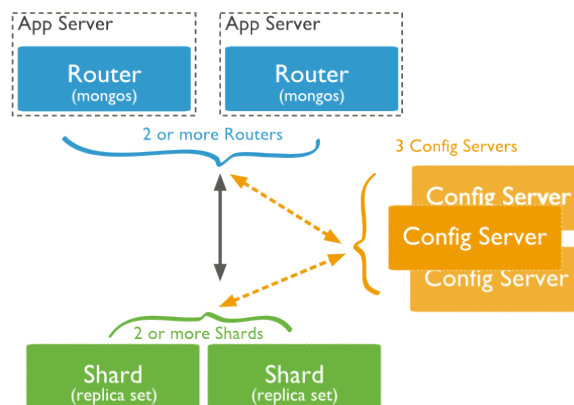 App Server
App Server
Router
(mongos)
Router
(mongos)
2 or more Routers
3 Config Servers
Config Server
Config Server
Config Server
2 or more Shards
Shard
(replica set)
Shard
(replica set)